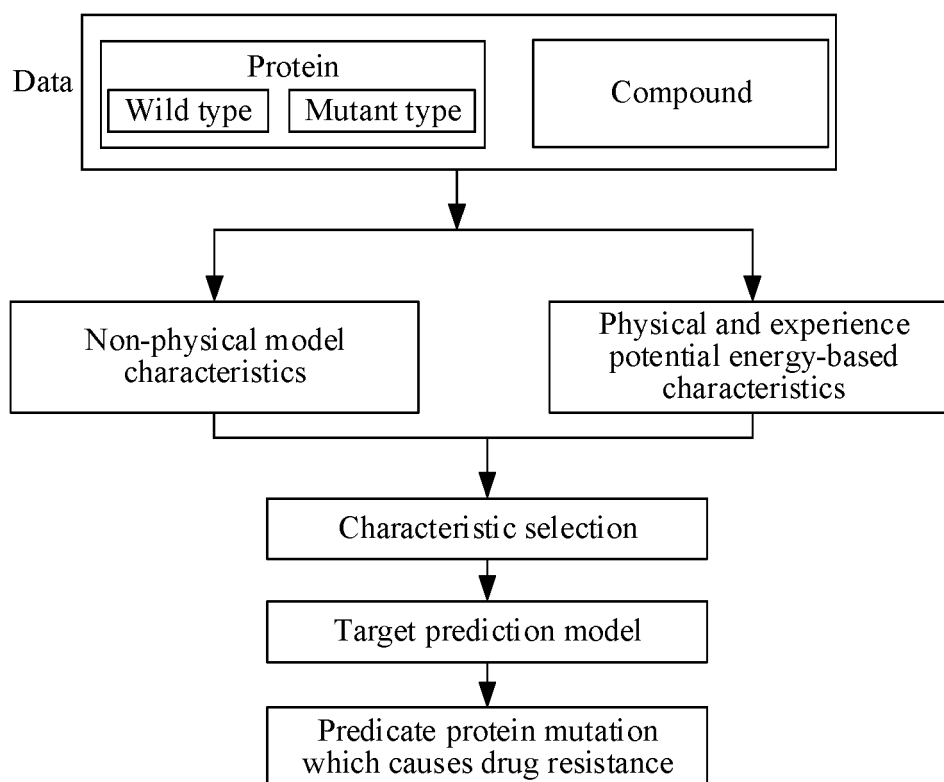 Data
Protein
Wild type
Mutant type
Compound
Non-physical model
characteristics
Physical and experience
potential energy-based
characteristics
Characteristic selection
Target prediction model
Predicate protein mutation
which causes drug resistance